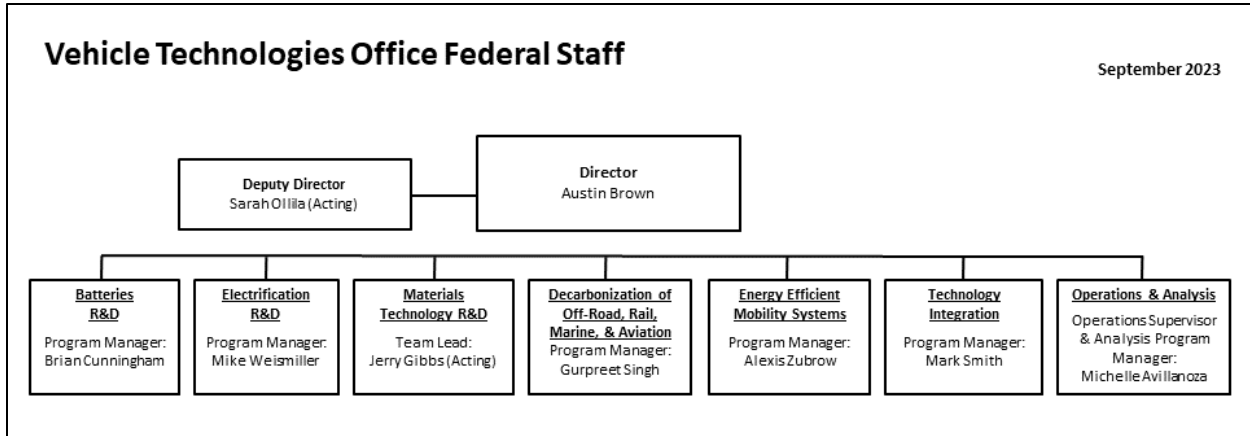 Vehicle Technologies Office Federal Staff
September 2023
Deputy Director
Sarah Ollila (Acting)
Director
Austin Brown
Batteries
R&D
Program Manager:
Brian Cunningham
Electrification
R&D
Program Manager:
Mike Weismiller
Materials
Technology R&D
Team Lead:
Jerry Gibbs (Acting)
Decarbonization of
Off-Road, Rail,
Marine, & Aviation
Program Manager:
Gurpreet Singh
Energy Efficient
Mobility Systems
Program Manager:
Alexis Zubrow
Technology
Integration
Program Manager:
Mark Smith
Operations & Analysis
Operations Supervisor
& Analysis Program
Manager:
Michelle Avillanoza